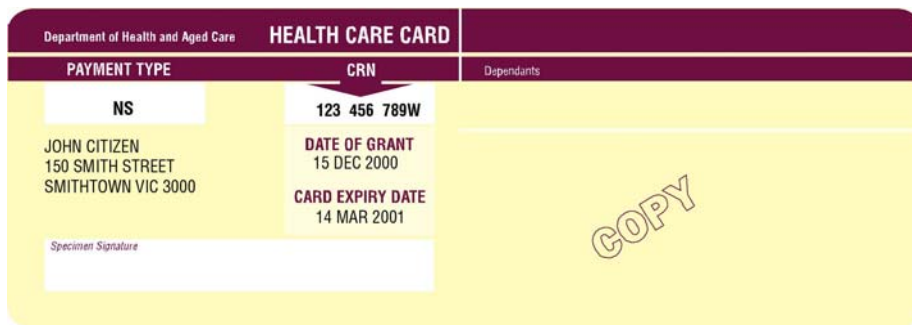 Department of Health and Aged Care
HEALTH CARE CARD
PAYMENT TYPE
CRN
Dependants
NS
123 456 789W
JOHN CITIZEN
150 SMITH STREET
SMITHTOWN VIC 3000
DATE OF GRANT
15 DEC 2000
CARD EXPIRY DATE
14 MAR 2001
COPY
Specimen Signature